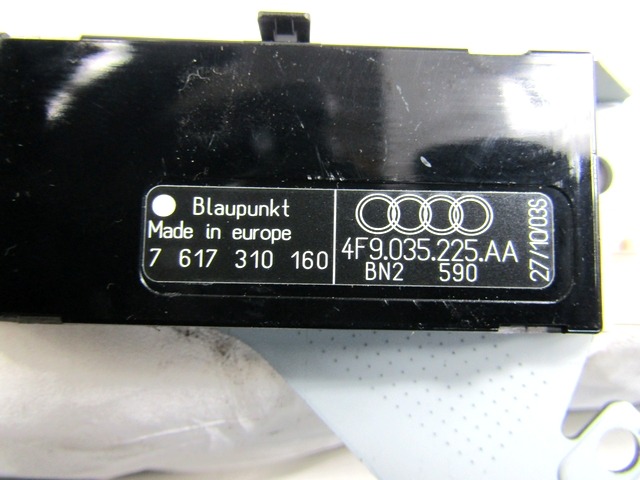 Blaupunkt
Made in europe
7 617 310 160
4F9.035.225.AA
BN2 590
27/10/03S